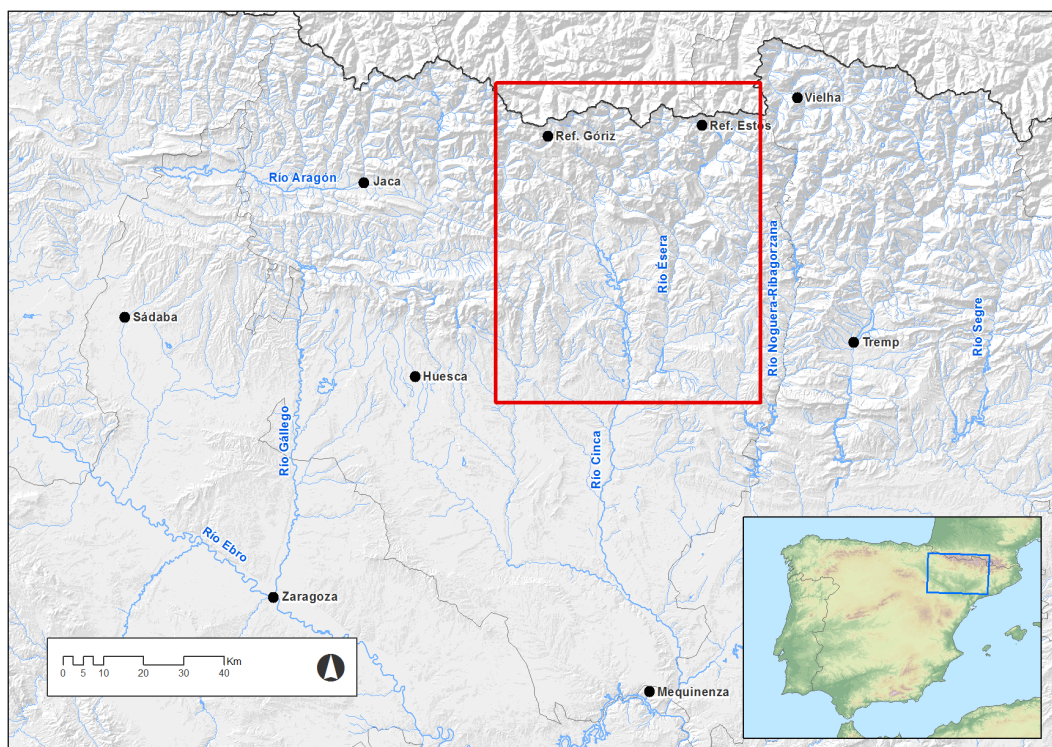 Vielha
Ref. Estós
Ref. Góriz
Río Aragón
Jaca
Río Ésera
Río Noguera-Ribagorzana
Río Segre
Sádaba
Tremp
Huesca
Río Gállego
Río Cinca
Río Ebro
Zaragoza
Km
0 5 10 20 30 40
Mequinenza